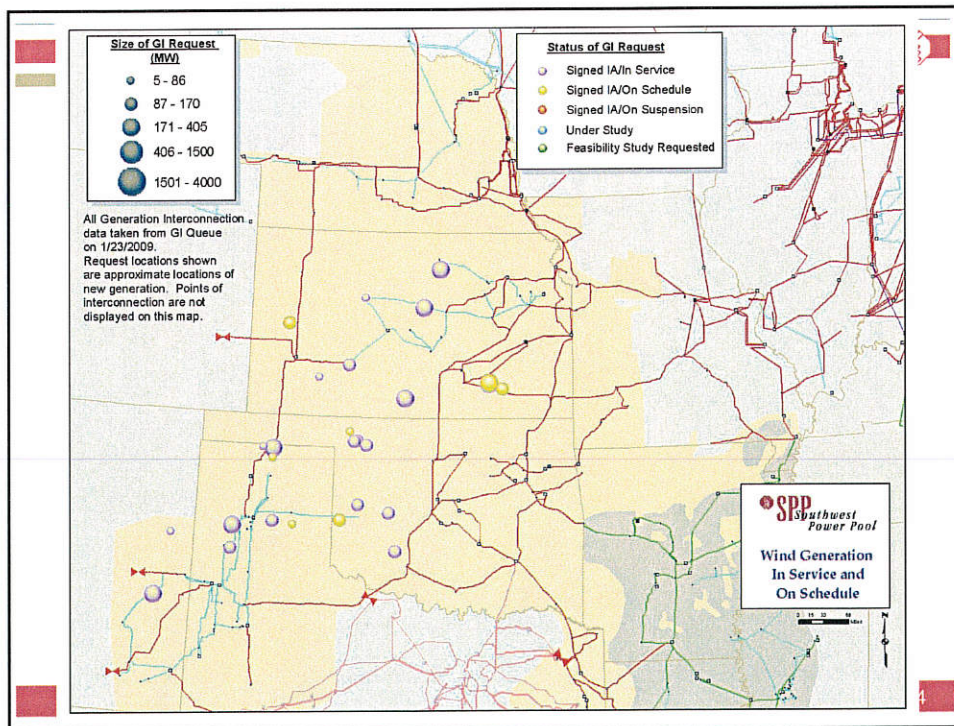 Size of GI Request
(MW)
5 - 86
87 - 170
171 - 405
406 - 1500
1501 - 4000
All Generation Interconnection
data taken from GI Queue
on 1/23/2009.
Request locations shown
are approximate locations of
new generation. Points of
Interconnection are not
displayed on this map.
Status of GI Request
Signed IA/In Service
Signed IA/On Schedule
Signed IA/On Suspension
Under Study
Feasibility Study Requested
SPP Southwest
Power Pool
Wind Generation
In Service and
On Schedule
N
4